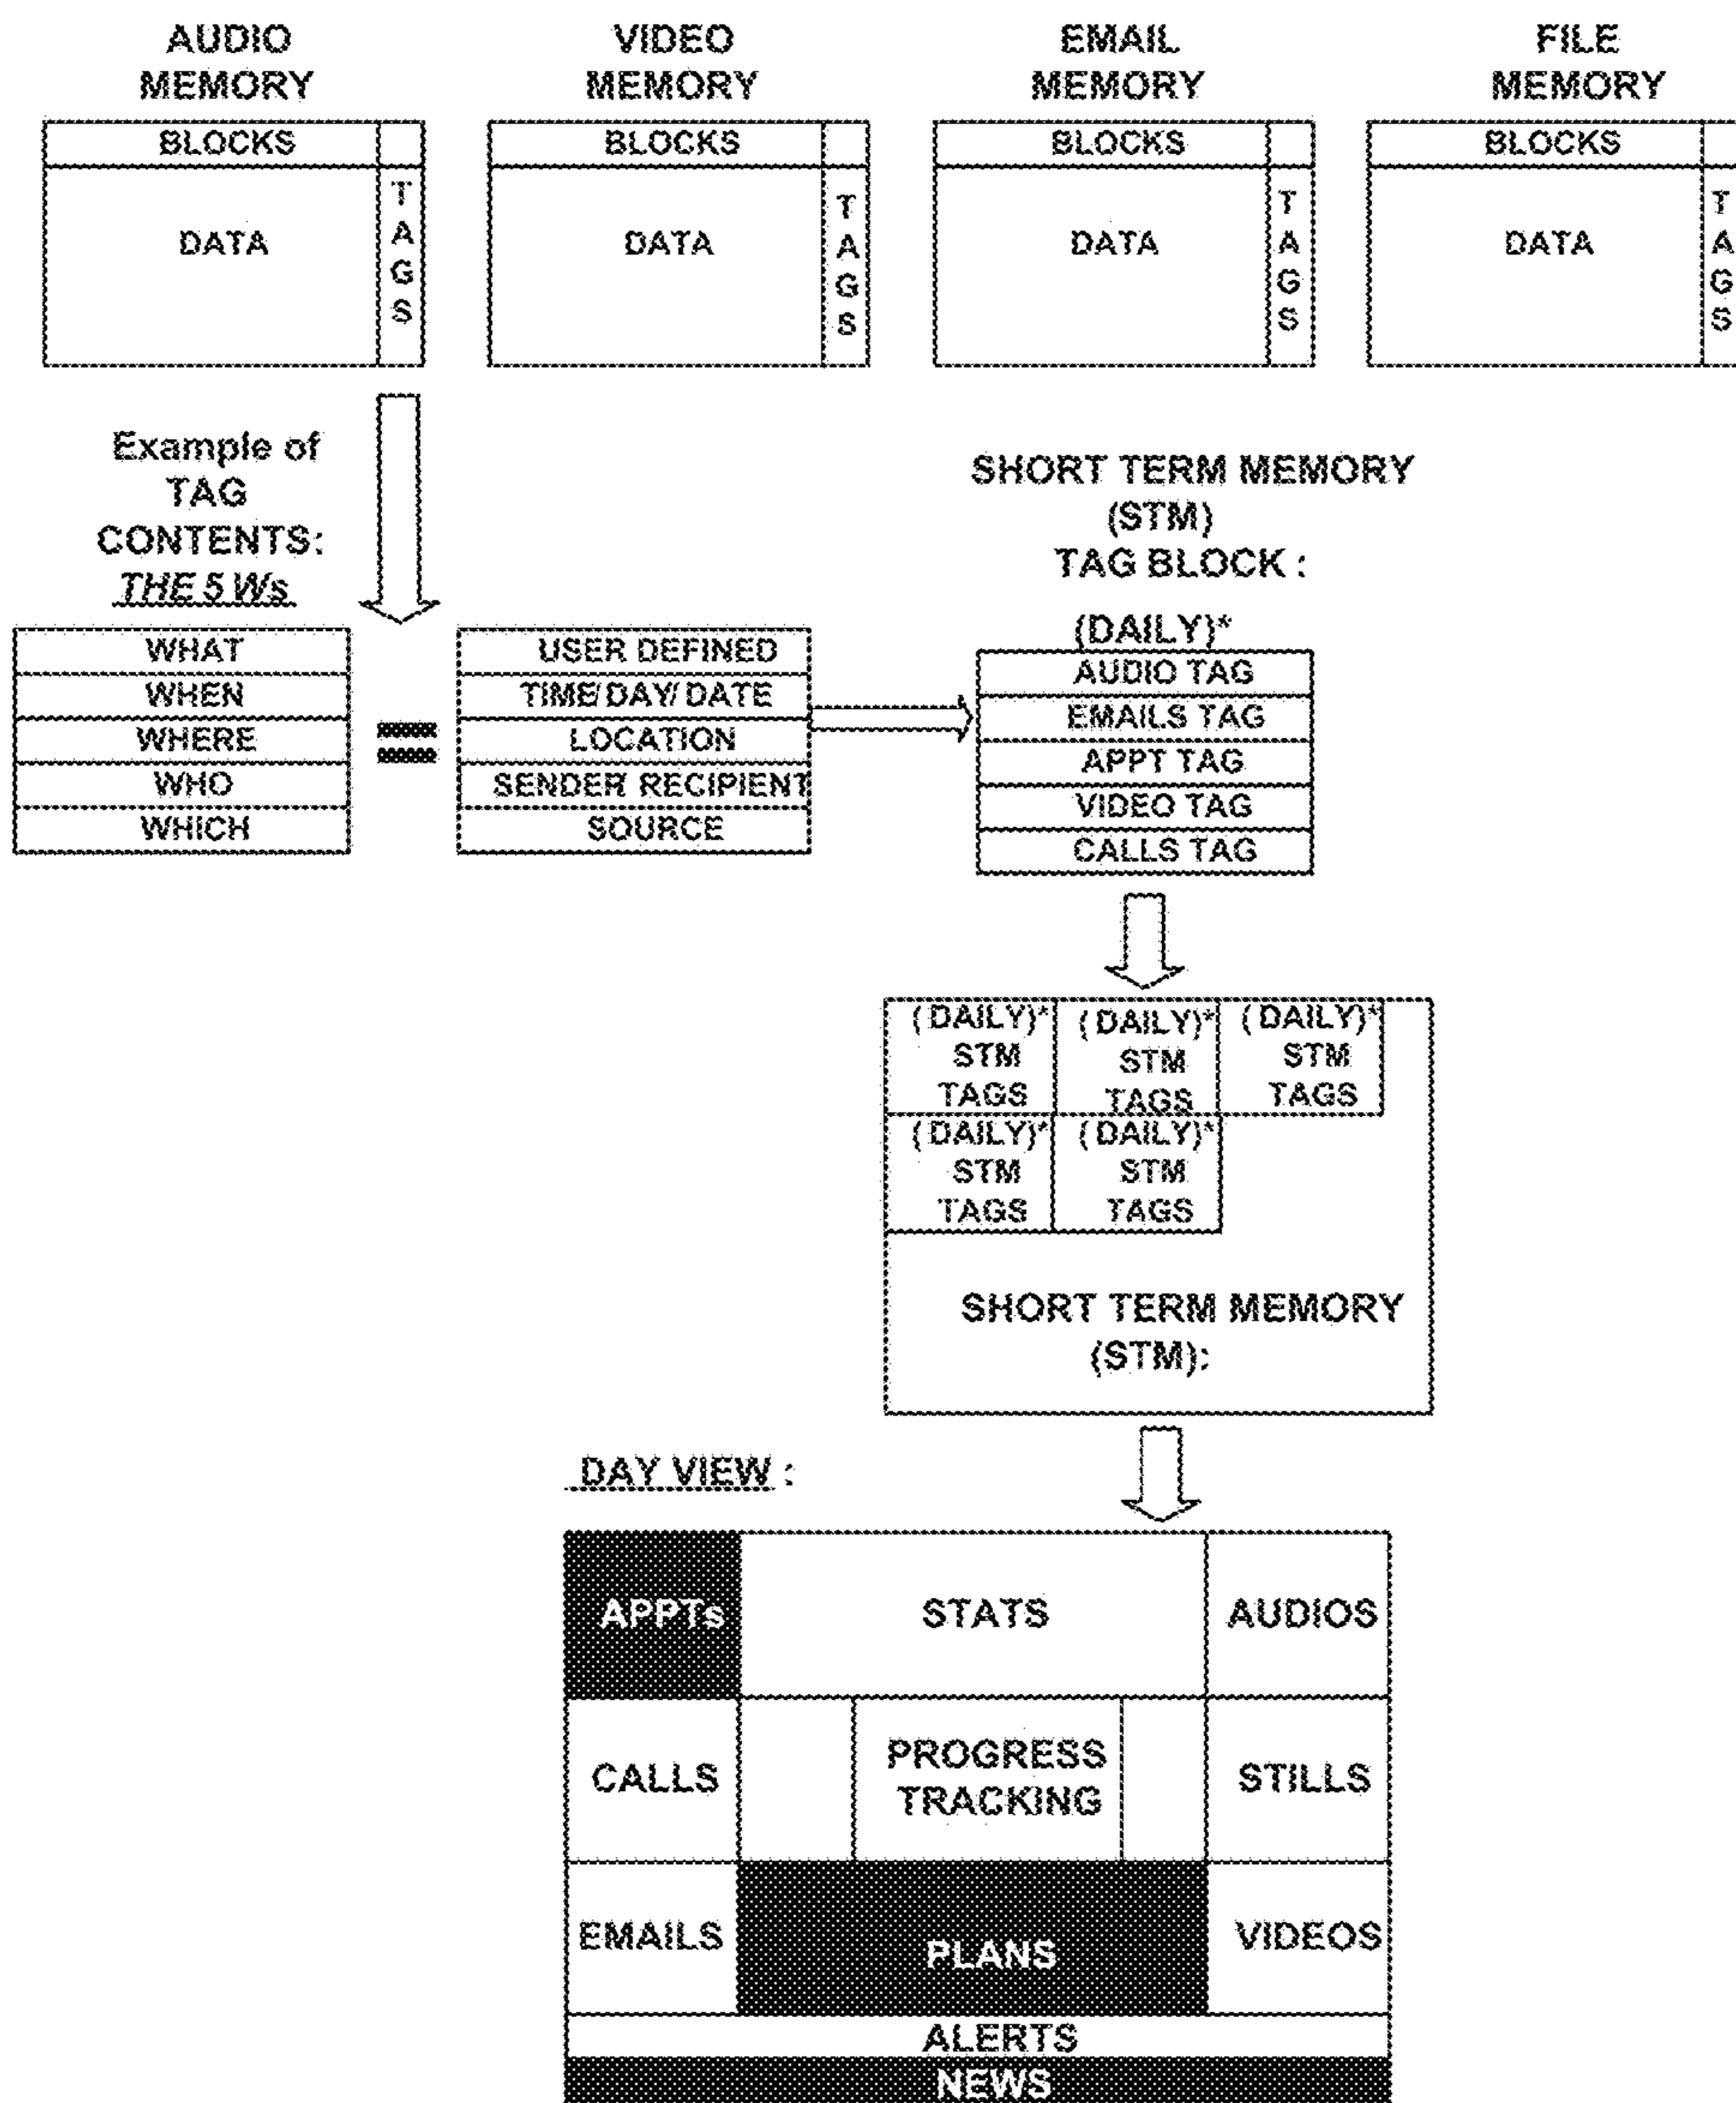 AUDIO
MEMORY
VIDEO
MEMORY
EMAIL
MEMORY
FILE
MEMORY
BLOCKS
DATA
TAGS
BLOCKS
DATA
TAGS
BLOCKS
DATA
TAGS
BLOCKS
DATA
TAGS
Example of
TAG
CONTENTS:
THE 5 Ws
WHAT
WHEN
WHERE
WHO
WHICH
=
USER DEFINED
TIME/DAY/DATE
LOCATION
SENDER RECIPIENT
SOURCE
SHORT TERM MEMORY
(STM)
TAG BLOCK :
(DAILY)*
AUDIO TAG
EMAILS TAG
APPT TAG
VIDEO TAG
CALLS TAG
(DAILY)*
STM
TAGS
(DAILY)*
STM
TAGS
(DAILY)*
STM
TAGS
(DAILY)*
STM
TAGS
(DAILY)*
STM
TAGS
SHORT TERM MEMORY
(STM):
DAY VIEW :
APPTs
STATS
AUDIOS
CALLS
PROGRESS
TRACKING
STILLS
EMAILS
PLANS
VIDEOS
ALERTS
NEWS